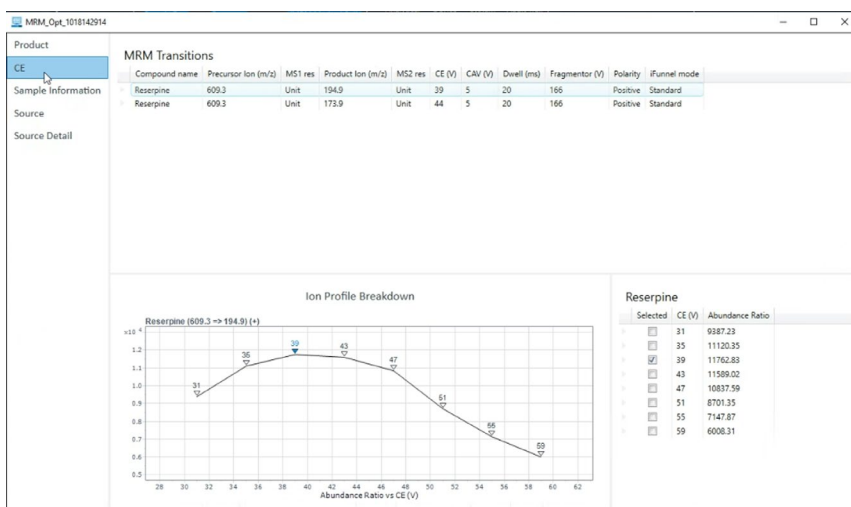 MRM_Opt_1018142914
Product
CE
Sample Information
Source
Source Detail
MRM Transitions
Compound name Precursor Ion (m/z) MS1 res Product Ion (m/z) MS2 res CE (V) CAV (V) Dwell (ms) Fragmentor (V) Polarity iFunnel mode
Reserpine 609.3 Unit 194.9 Unit 39 5 20 166 Positive Standard
Reserpine 609.3 Unit 173.9 Unit 44 5 20 166 Positive Standard
Ion Profile Breakdown
Reserpine (609.3 => 194.9) (+)
x10 4
1.2
1.1
1.0
0.9
0.8
0.7
0.6
0.5
31
35
39
43
47
51
55
59
28 30 32 34 36 38 40 42 44 46 48 50 52 54 56 58 60 62
Abundance Ratio vs CE (V)
Reserpine
Selected CE (V) Abundance Ratio
31 9387.23
35 11120.35
39 11762.83
43 11589.02
47 10837.59
51 8701.35
55 7147.87
59 6008.31